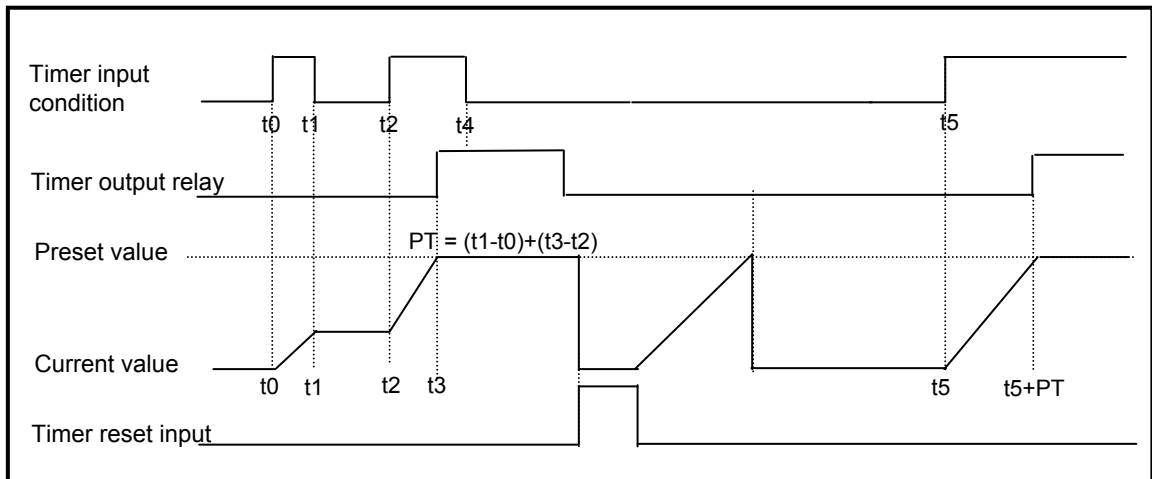 Timer input
condition
t0 t1 t2 t4 t5
Timer output relay
PT = (t1-t0)+(t3-t2)
Preset value
Current value
t0 t1 t2 t3 t5 t5+PT
Timer reset input